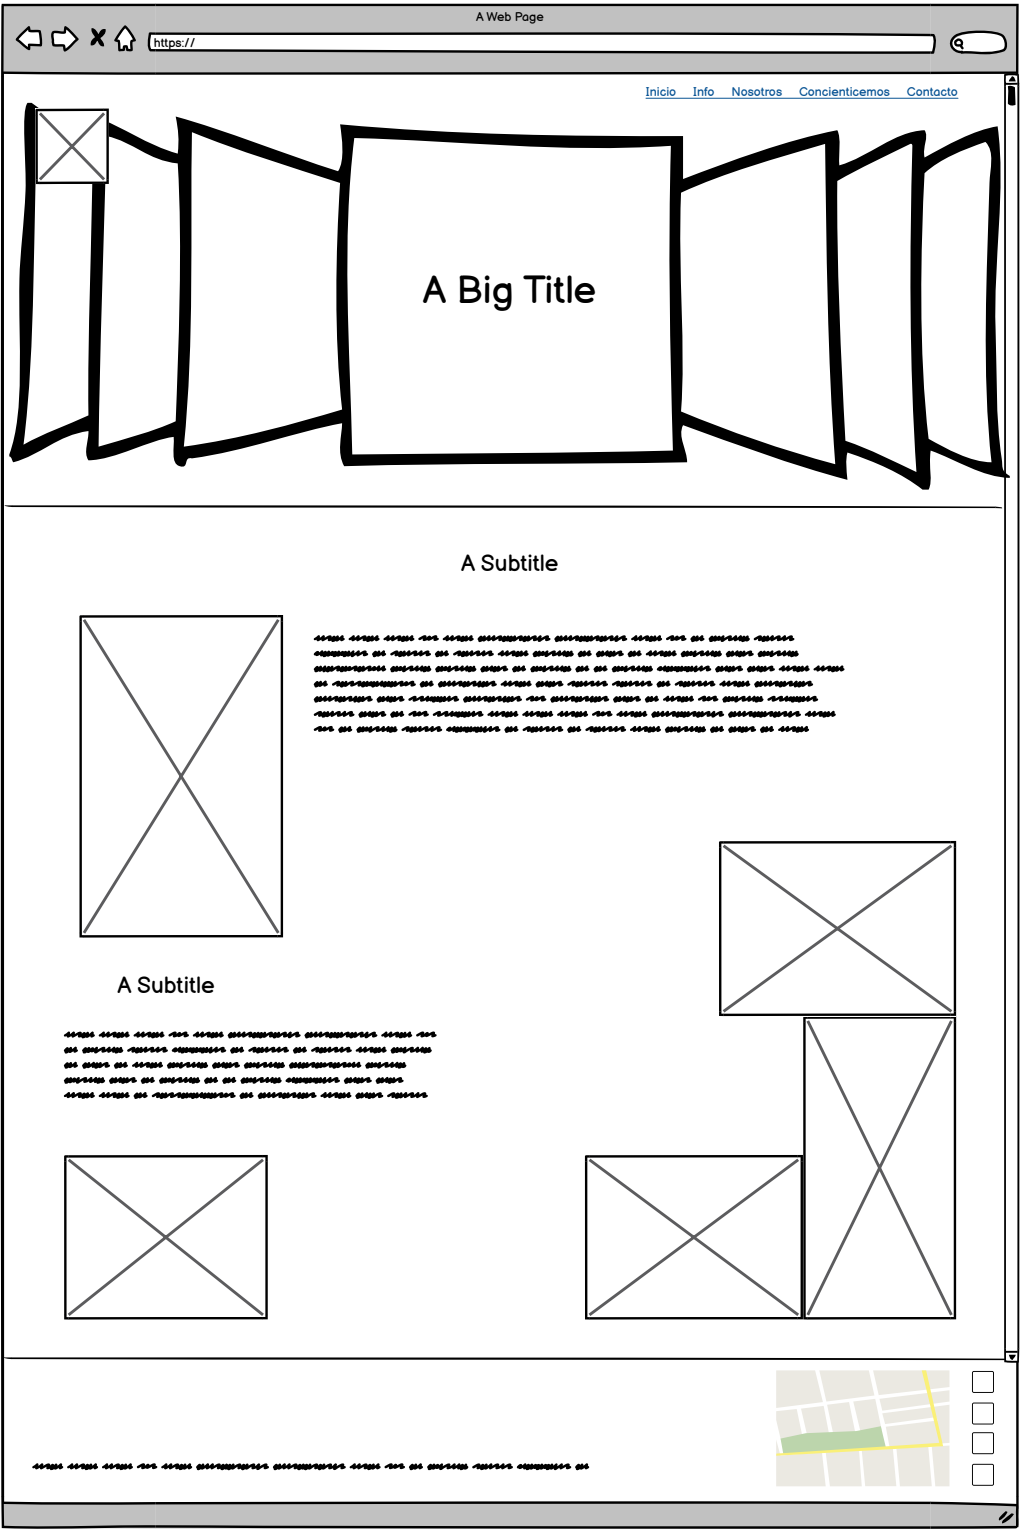 A Web Page
https://
Inicio Info Nosotros Concienticemos Contacto
A Big Title
A Subtitle
A Subtitle